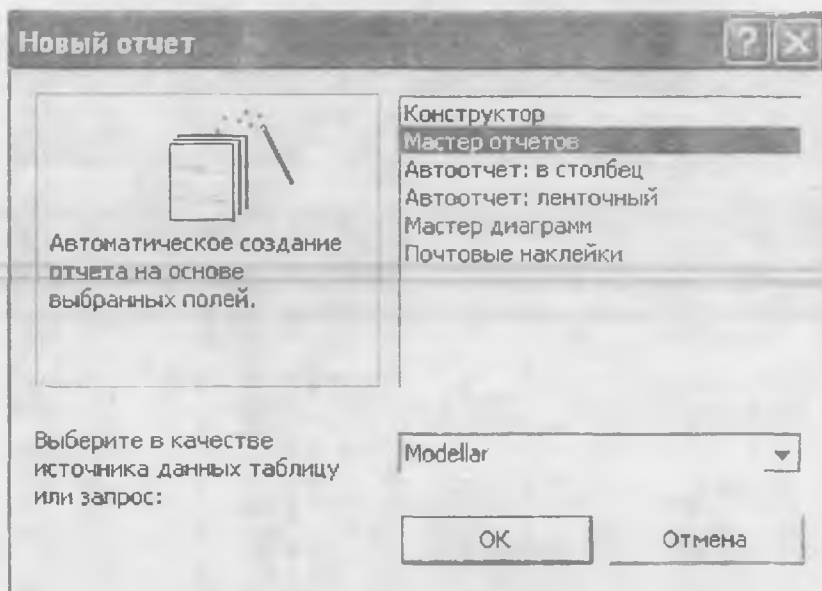 Новый отчет
Автоматическое создание
отчета на основе
выбранных полей.
Конструктор
Мастер отчетов
Автоотчет: в столбец
Автоотчет: ленточный
Мастер диаграмм
Почтовые наклейки
Выберите в качестве
источника данных таблицу
или запрос:
Modellar
ОК
Отмена